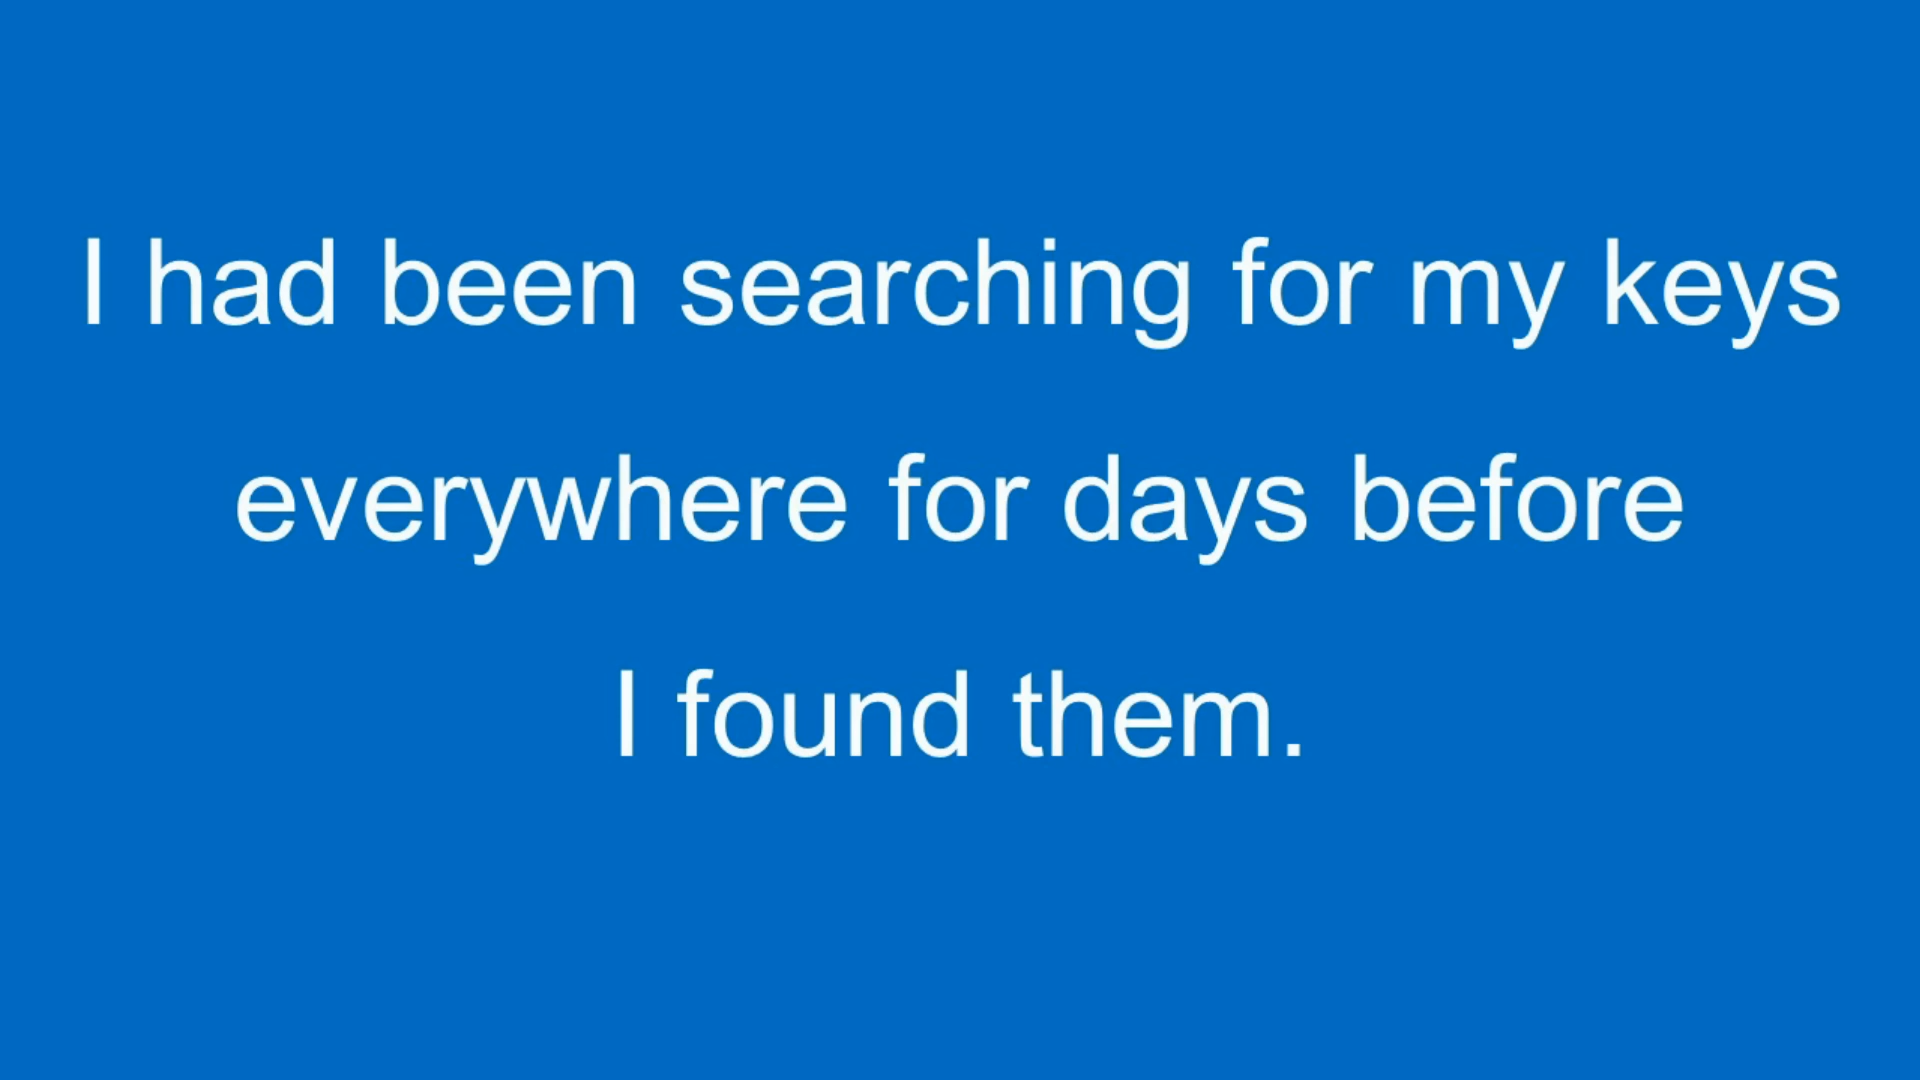 I had been searching for my keys
everywhere for days before
I found them.